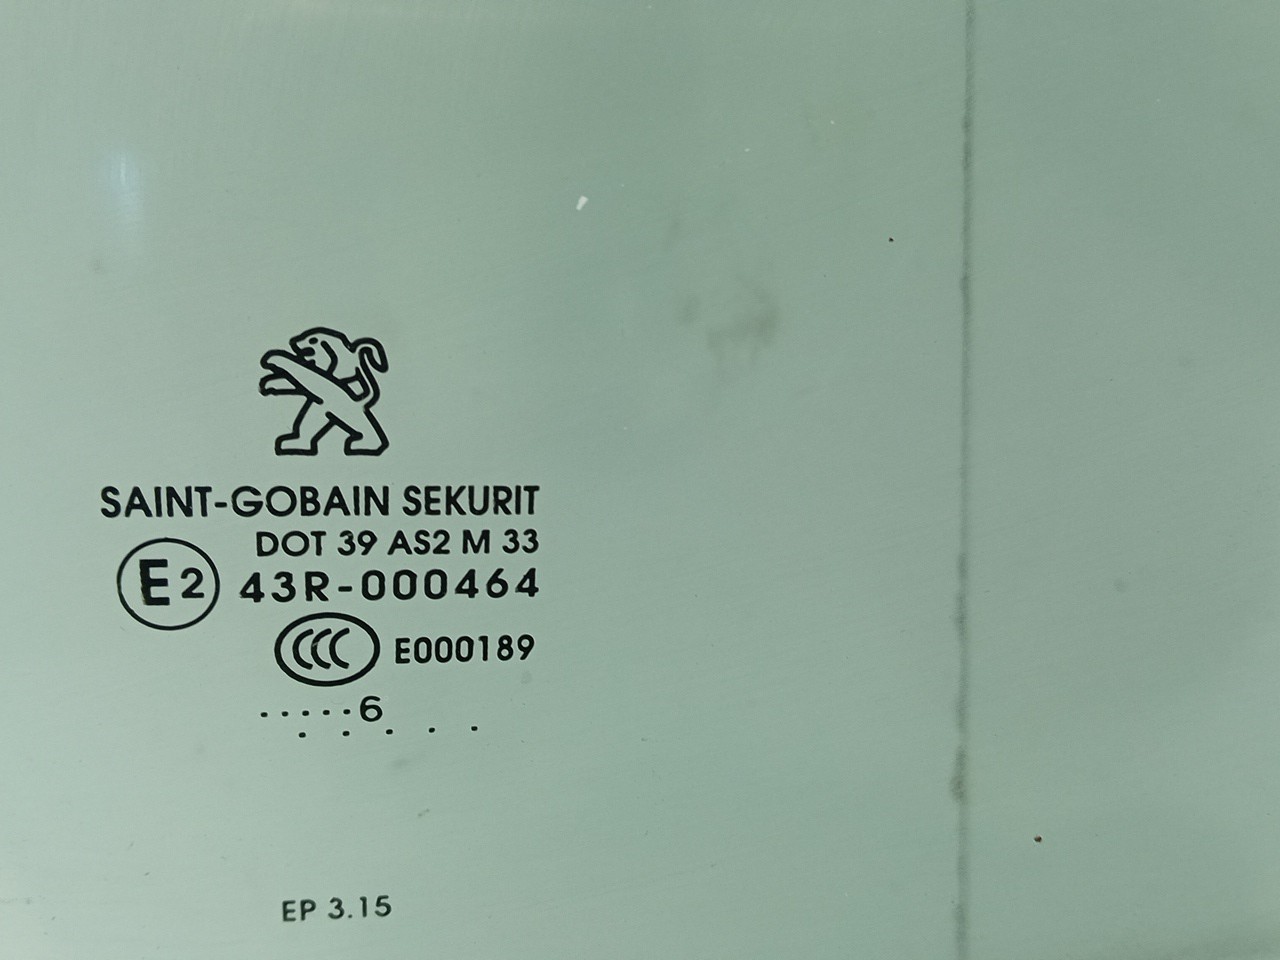 SAINT-GOBAIN SEKURIT
DOT 39 AS2 M 33
E2 43R-000464
CCC E000189
.....6
. . . . .
EP 3.15